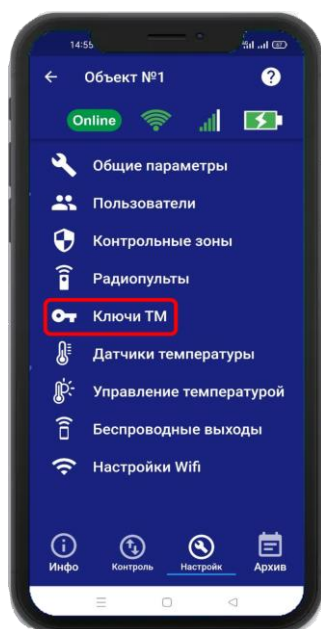 14:55
Объект №1
?
Online
Общие параметры
Пользователи
Контрольные зоны
Радиопульты
Ключи ТМ
Датчики температуры
Управление температурой
Беспроводные выходы
Настройки Wifi
Инфо
Контроль
Настройк
Архив